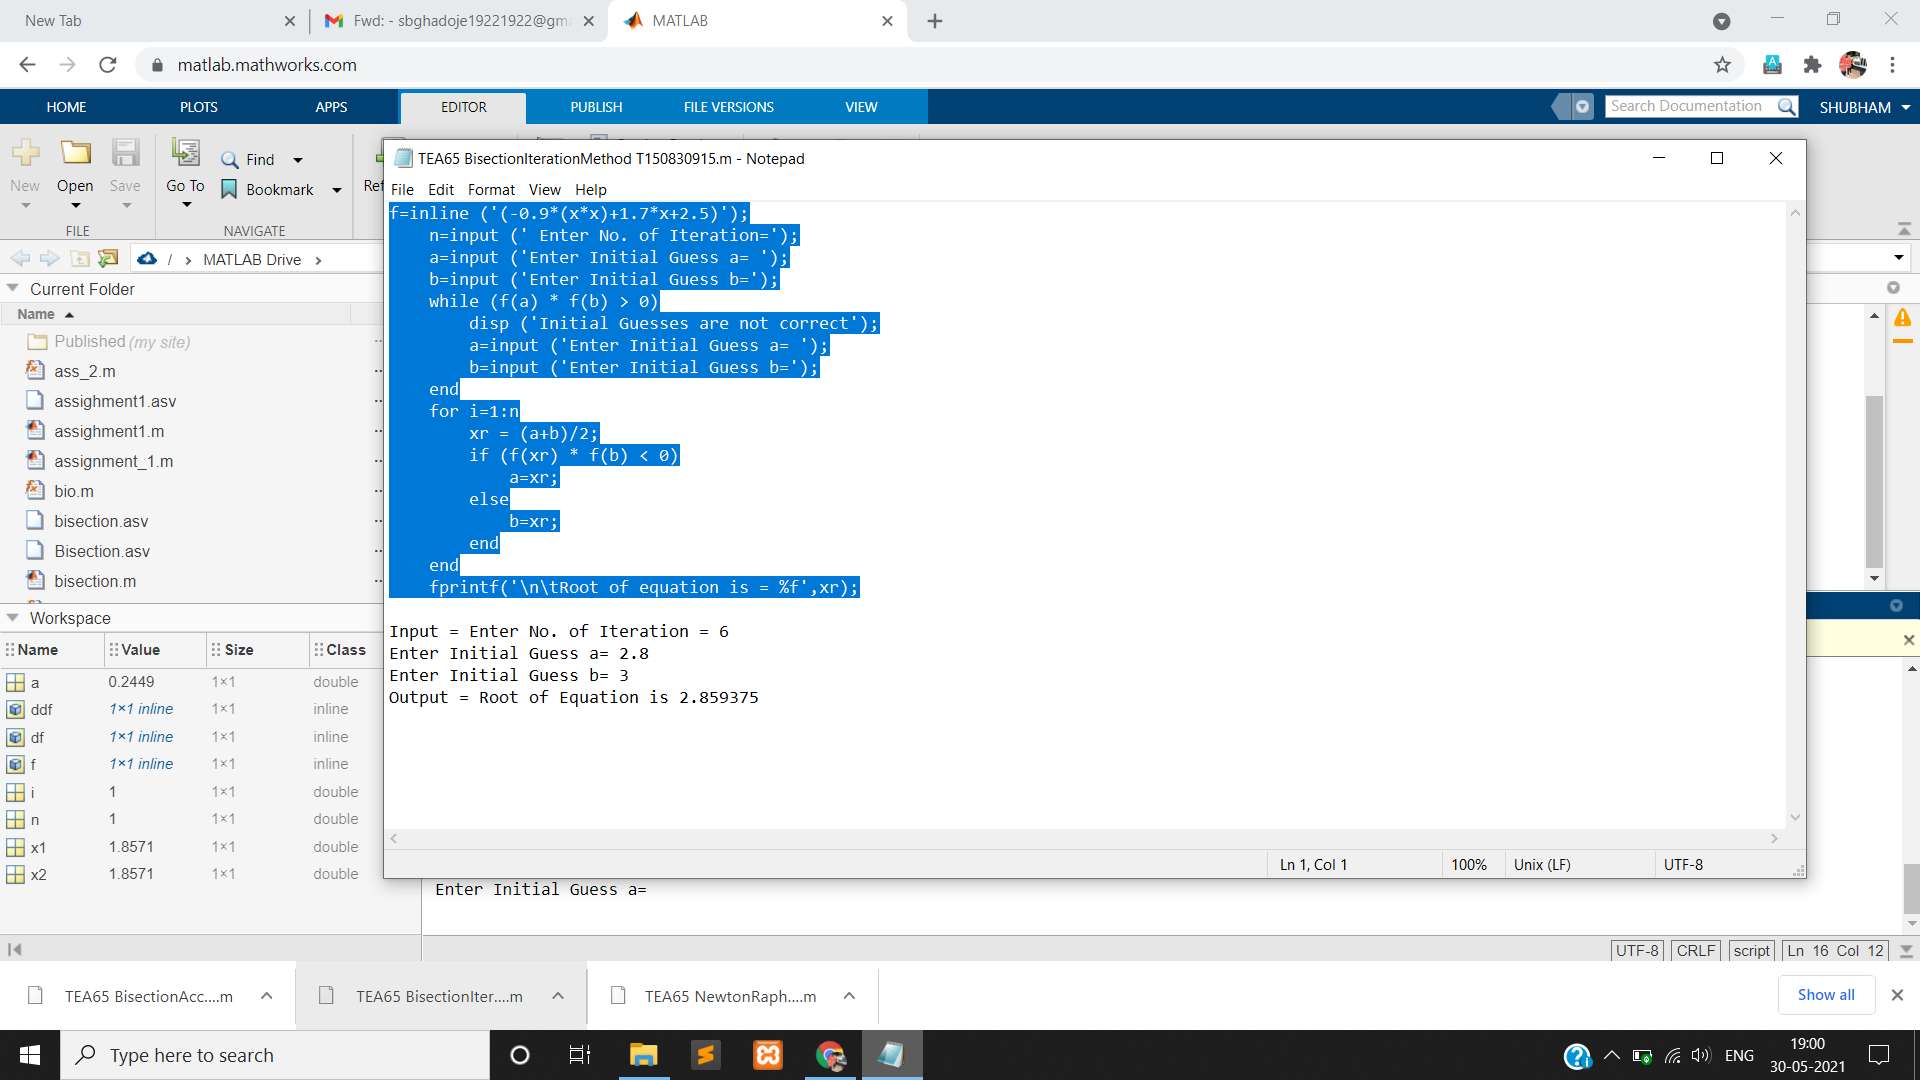 New Tab
Fwd: - sbghadoje19221922@gm
MATLAB
matlab.mathworks.com
HOME
PLOTS
APPS
EDITOR
PUBLISH
FILE VERSIONS
VIEW
Search Documentation
SHUBHAM
New
Open
Save
FILE
Go To
Find
Bookmark
NAVIGATE
Ref
/ › MATLAB Drive ›
Current Folder
Name
Published (my site)
ass_2.m
assighment1.asv
assighment1.m
assignment_1.m
bio.m
bisection.asv
Bisection.asv
bisection.m
Workspace
Name Value Size Class
a 0.2449 1×1 double
ddf 1×1 inline 1×1 inline
df 1×1 inline 1×1 inline
f 1×1 inline 1×1 inline
i 1 1×1 double
n 1 1×1 double
x1 1.8571 1×1 double
x2 1.8571 1×1 double
TEA65 BisectionIterationMethod T150830915.m - Notepad
File Edit Format View Help
f=inline ('(-0.9*(x*x)+1.7*x+2.5)');
n=input (' Enter No. of Iteration=');
a=input ('Enter Initial Guess a= ');
b=input ('Enter Initial Guess b=');
while (f(a) * f(b) > 0)
disp ('Initial Guesses are not correct');
a=input ('Enter Initial Guess a= ');
b=input ('Enter Initial Guess b=');
end
for i=1:n
xr = (a+b)/2;
if (f(xr) * f(b) < 0)
a=xr;
else
b=xr;
end
end
fprintf('\n\tRoot of equation is = %f',xr);
Input = Enter No. of Iteration = 6
Enter Initial Guess a= 2.8
Enter Initial Guess b= 3
Output = Root of Equation is 2.859375
Ln 1, Col 1
100%
Unix (LF)
UTF-8
Enter Initial Guess a=
UTF-8
CRLF
script
Ln 16 Col 12
TEA65 BisectionAcc....m
TEA65 BisectionIter....m
TEA65 NewtonRaph....m
Show all
Type here to search
ENG
19:00
30-05-2021